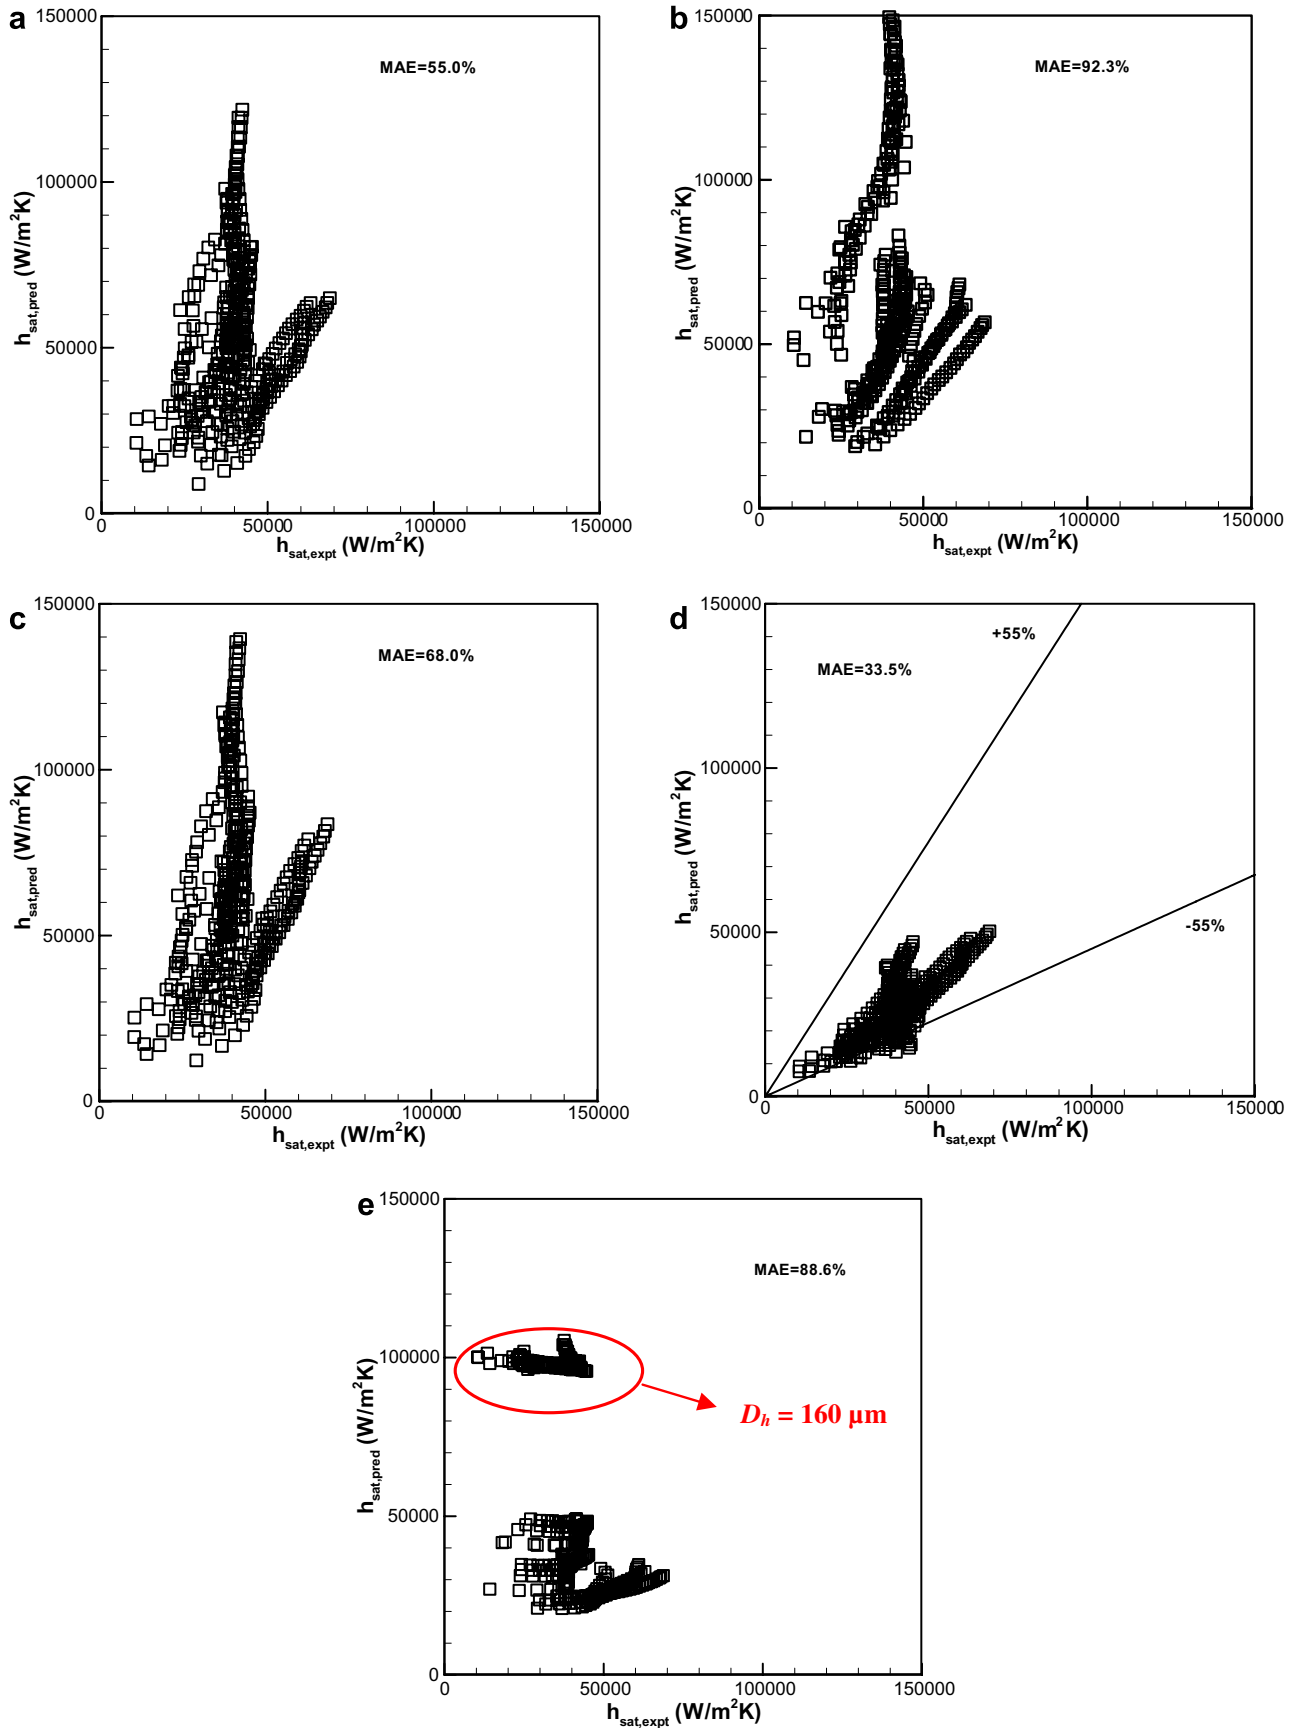 a
150000
100000
50000
0
h_sat,pred (W/m²K)
MAE=55.0%
0 50000 100000 150000
h_sat,expt (W/m²K)
b
150000
100000
50000
0
h_sat,pred (W/m²K)
MAE=92.3%
0 50000 100000 150000
h_sat,expt (W/m²K)
c
150000
100000
50000
0
h_sat,pred (W/m²K)
MAE=68.0%
0 50000 100000 150000
h_sat,expt (W/m²K)
d
150000
100000
50000
0
h_sat,pred (W/m²K)
+55%
MAE=33.5%
-55%
0 50000 100000 150000
h_sat,expt (W/m²K)
e
150000
100000
50000
0
h_sat,pred (W/m²K)
MAE=88.6%
D_h = 160 µm
0 50000 100000 150000
h_sat,expt (W/m²K)